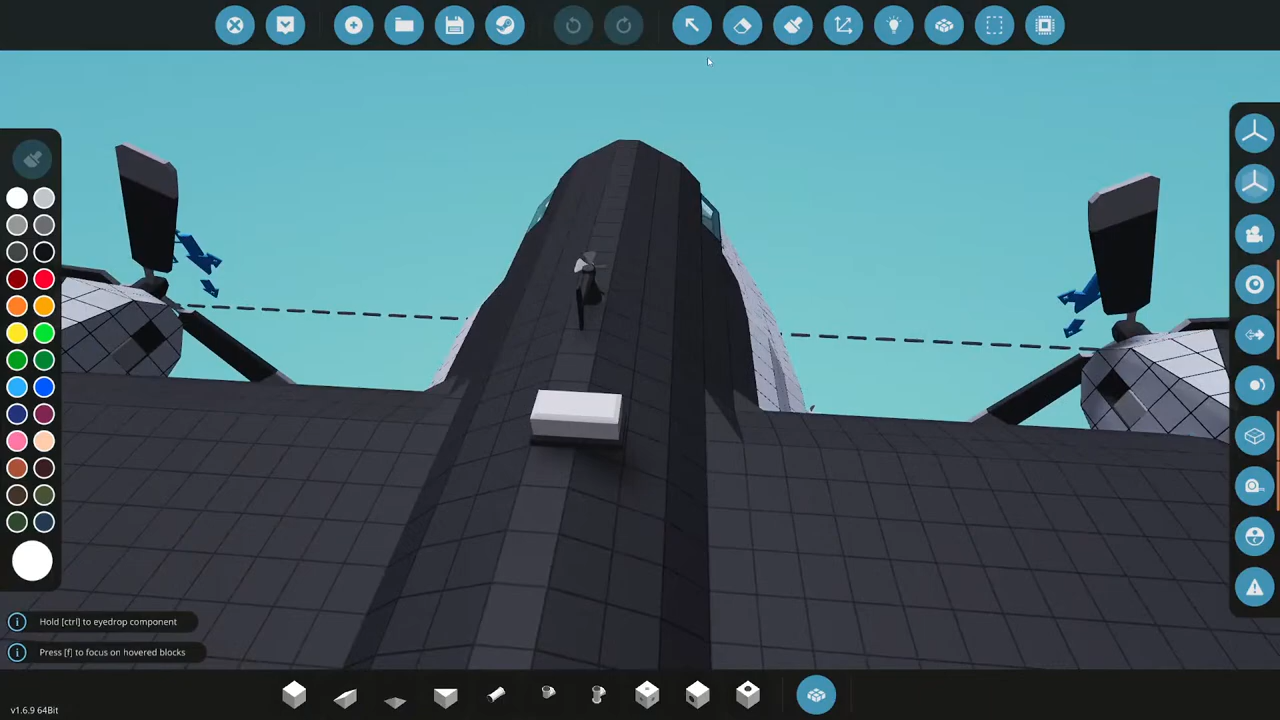 Hold [ctrl] to eyedrop component
Press [f] to focus on hovered blocks
v1.6.9 64Bit